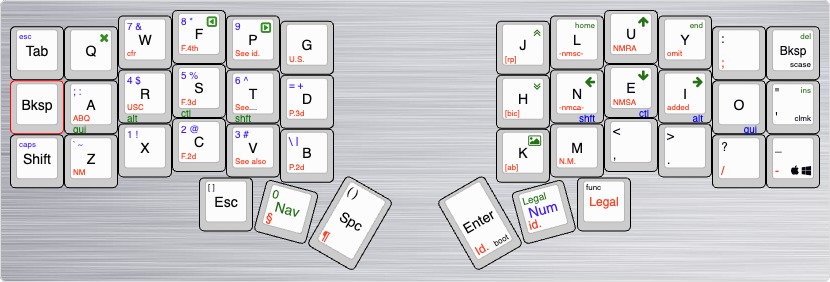 esc
Tab
Q
7 &
W
cfr
8 *
F
F.4th
9
P
See id.
G
U.S.
J
[rp]
home
L
-nmsc-
U
NMRA
end
Y
omit
:
;
del
Bksp
scase
Bksp
; :
A
ABQ
gui
4 $
R
USC
alt
5 %
S
F.3d
ctl
6 ^
T
See...
shft
= +
D
P.3d
H
[bic]
N
-nmca-
shft
E
NMSA
ctl
I
added
alt
O
gui
" ins
,
clmk
caps
Shift
` ~
Z
NM
1 !
X
2 @
C
F.2d
3 #
V
See also
\ |
B
P.2d
K
[ab]
M
N.M.
<
,
>
.
?
/
_
-
[ ]
Esc
0
Nav
§
( )
Spc
¶
Enter
Id.
boot
Legal
Num
id.
func
Legal